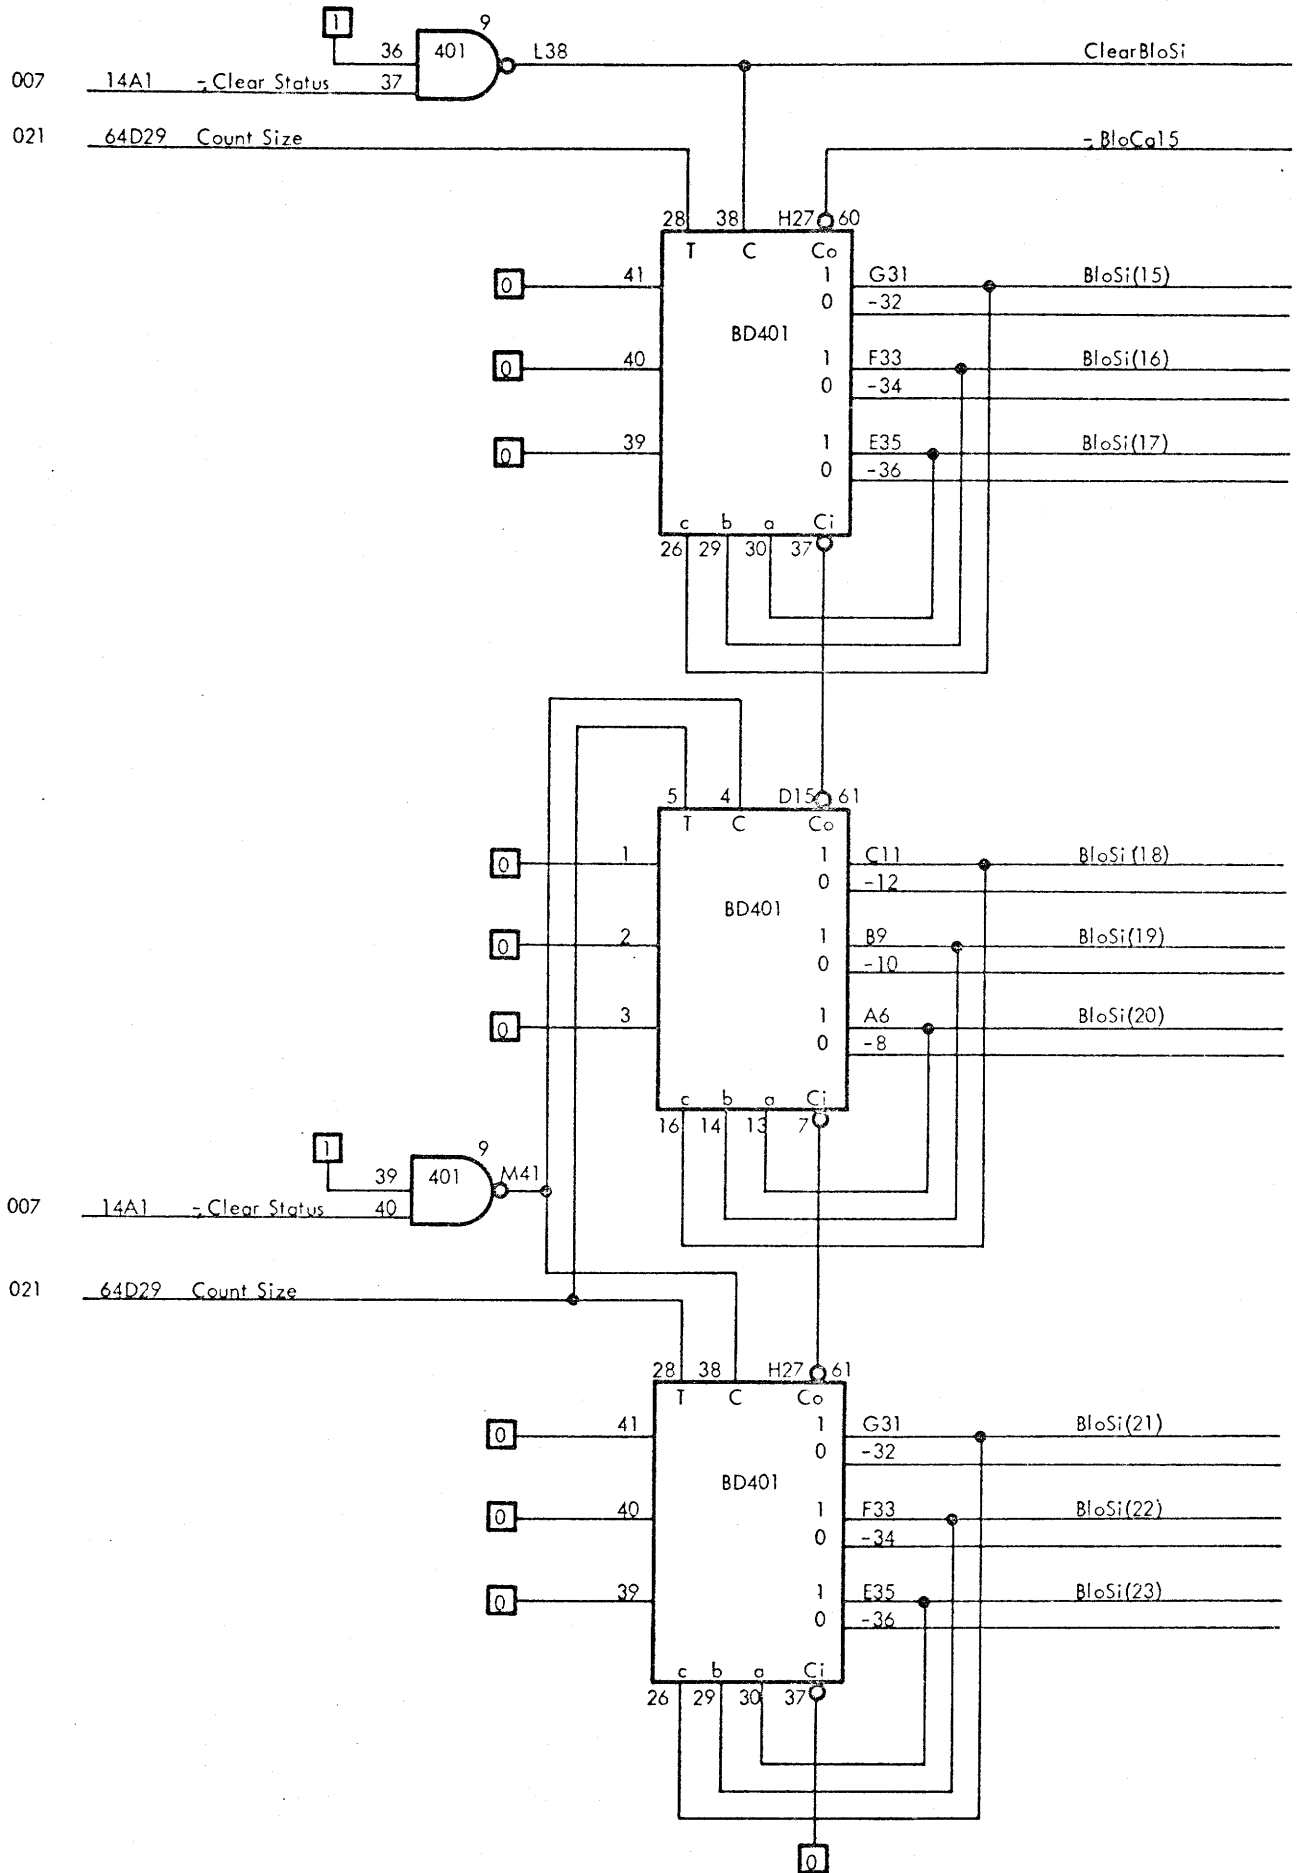 1 9
36 401 L38 ClearBloSi
007 14A1 -,Clear Status 37
021 64D29 Count Size -,BloCa15
28 38 H27 60
T C Co
0 41 1 G31 BloSi(15)
0 -32
BD401
0 40 1 F33 BloSi(16)
0 -34
0 39 1 E35 BloSi(17)
0 -36
c b a Ci
26 29 30 37
5 4 D15 61
T C Co
0 1 1 C11 BloSi(18)
0 -12
BD401
0 2 1 B9 BloSi(19)
0 -10
0 3 1 A6 BloSi(20)
0 -8
c b a Ci
16 14 13 7
1 9
39 401 M41
007 14A1 -,Clear Status 40
021 64D29 Count Size
28 38 H27 61
T C Co
0 41 1 G31 BloSi(21)
0 -32
BD401
0 40 1 F33 BloSi(22)
0 -34
0 39 1 E35 BloSi(23)
0 -36
c b a Ci
26 29 30 37
0